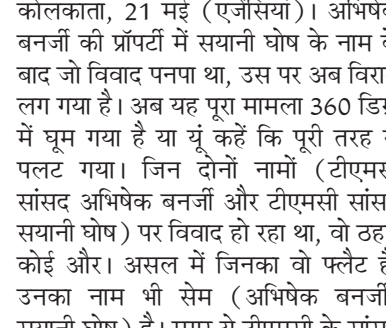 कोलकाता, 21 मई (एजेंसियां)। अभिषेक
बनर्जी की प्रॉपर्टी में सयानी घोष के नाम के
बाद जो विवाद पनपा था, उस पर अब विरा
लग गया है। अब यह पूरा मामला 360 डिग्र
में घूम गया है या यूं कहें कि पूरी तरह
पलट गया। जिन दोनों नामों (टीएमस
सांसद अभिषेक बनर्जी और टीएमसी सांस
सयानी घोष) पर विवाद हो रहा था, वो ठह
कोई और। असल में जिनका वो फ्लैट है
उनका नाम भी सेम (अभिषेक बनर्जी
सयानी घोष) है।